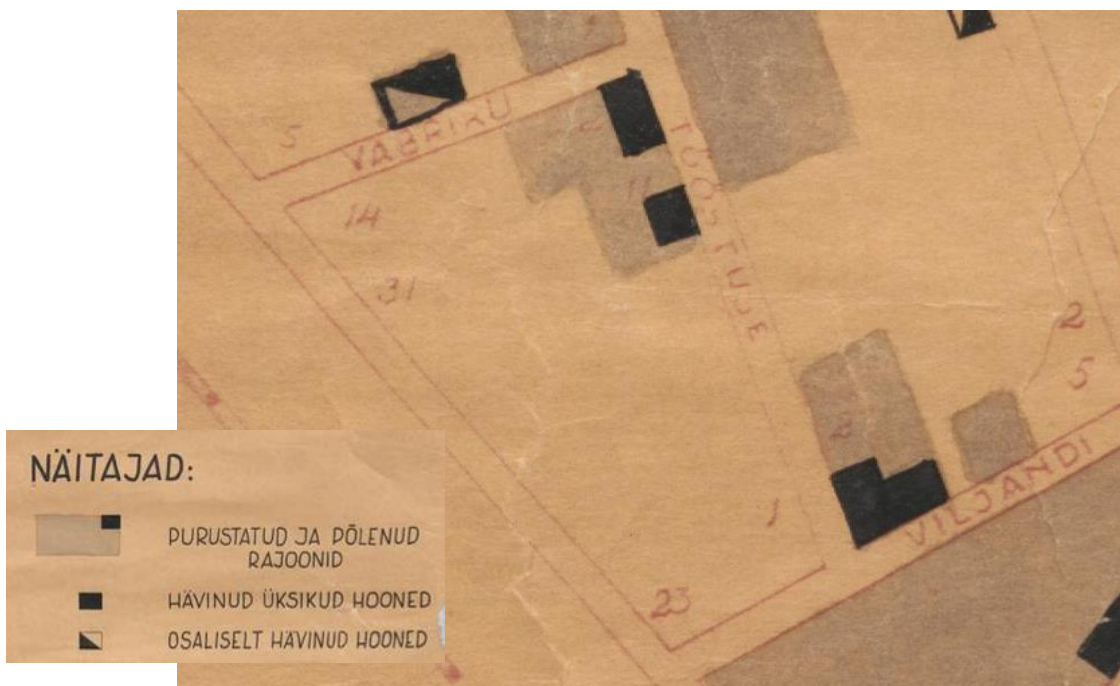 5
VABRIKU
14
31
11
TÖÖSTUSE
2
5
1
VILJANDI
23
NÄITAJAD:
PURUSTATUD JA PÕLENUD
RAJOONID
HÄVINUD ÜKSIKUD HOONED
OSALISELT HÄVINUD HOONED